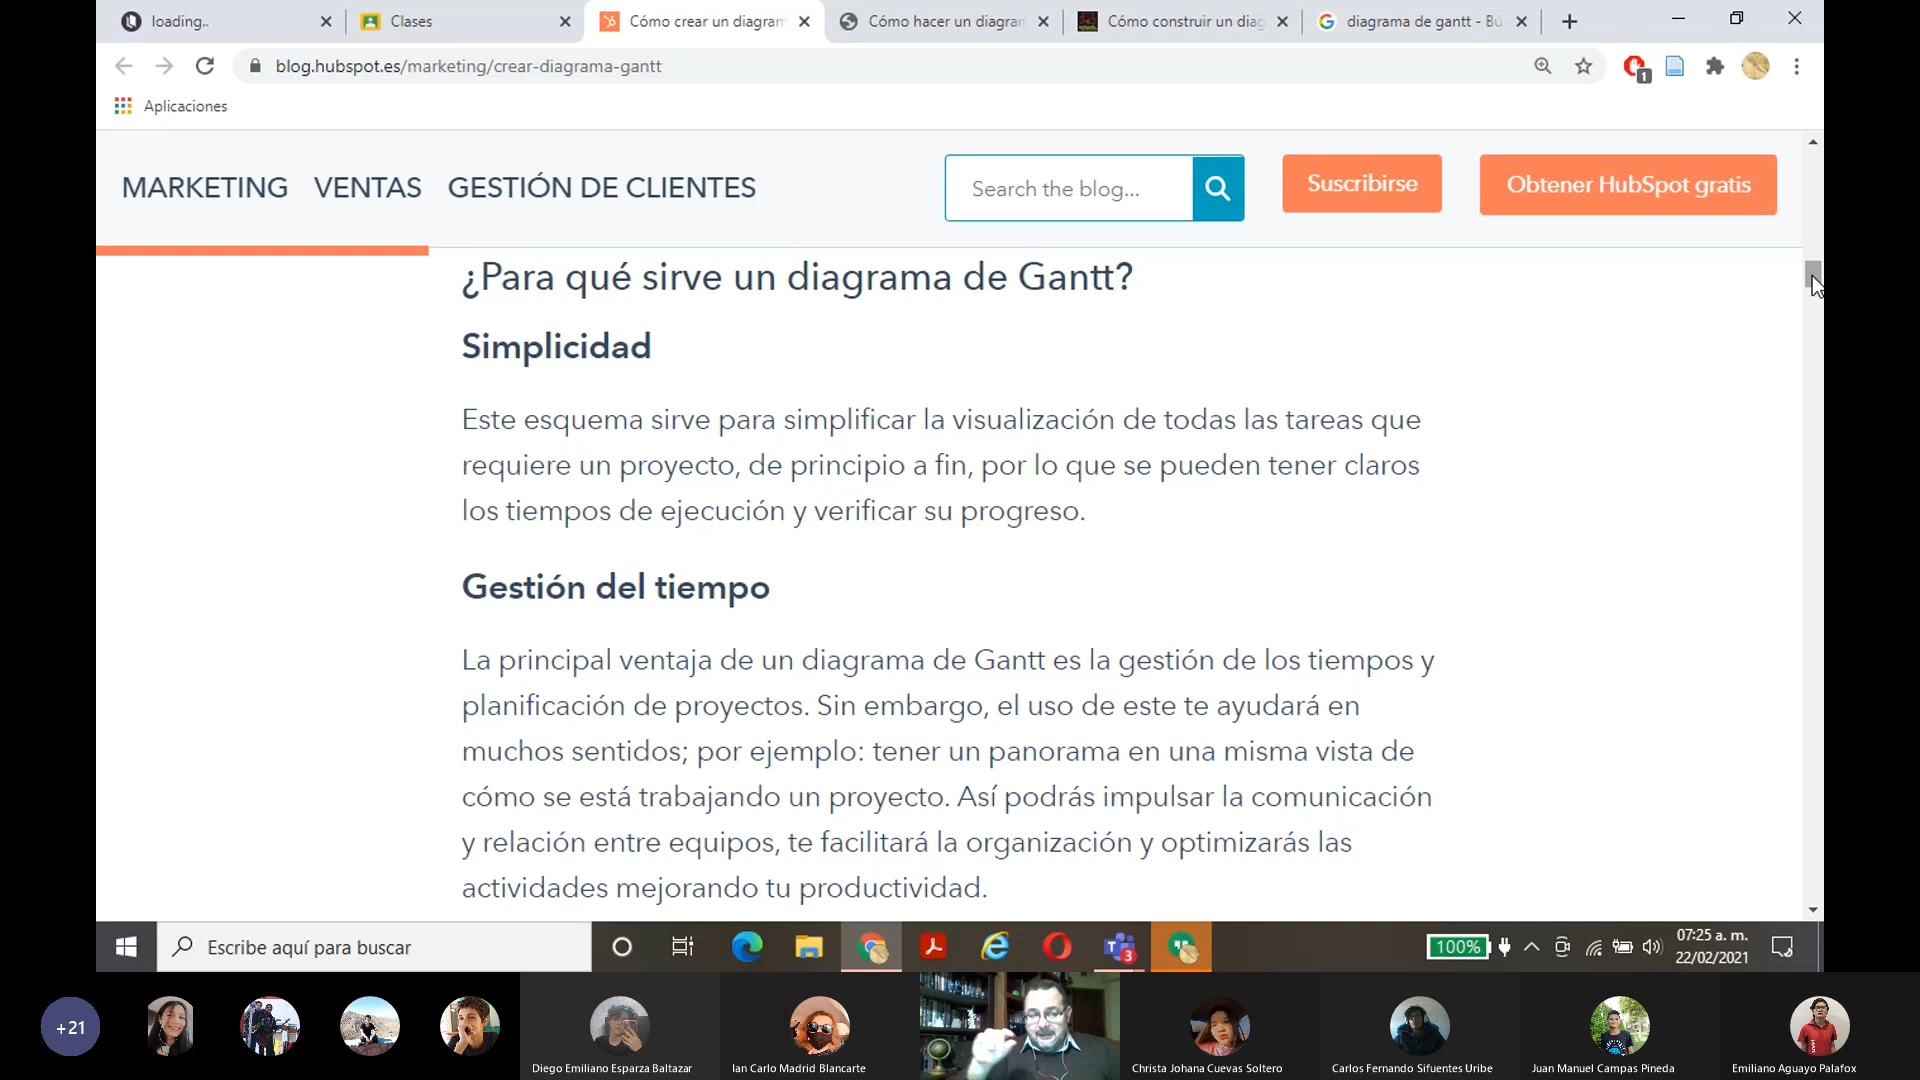 loading..
Clases
Cómo crear un diagram
Cómo hacer un diagran
Cómo construir un diag
diagrama de gantt - Bú
blog.hubspot.es/marketing/crear-diagrama-gantt
1
Aplicaciones
MARKETING VENTAS GESTIÓN DE CLIENTES
Search the blog...
Suscribirse
Obtener HubSpot gratis
¿Para qué sirve un diagrama de Gantt?
Simplicidad
Este esquema sirve para simplificar la visualización de todas las tareas que
requiere un proyecto, de principio a fin, por lo que se pueden tener claros
los tiempos de ejecución y verificar su progreso.
Gestión del tiempo
La principal ventaja de un diagrama de Gantt es la gestión de los tiempos y
planificación de proyectos. Sin embargo, el uso de este te ayudará en
muchos sentidos; por ejemplo: tener un panorama en una misma vista de
cómo se está trabajando un proyecto. Así podrás impulsar la comunicación
y relación entre equipos, te facilitará la organización y optimizarás las
actividades mejorando tu productividad.
Escribe aquí para buscar
3
100%
07:25 a. m.
22/02/2021
+21
Diego Emiliano Esparza Baltazar
Ian Carlo Madrid Blancarte
Christa Johana Cuevas Soltero
Carlos Fernando Sifuentes Uribe
Juan Manuel Campas Pineda
Emiliano Aguayo Palafox